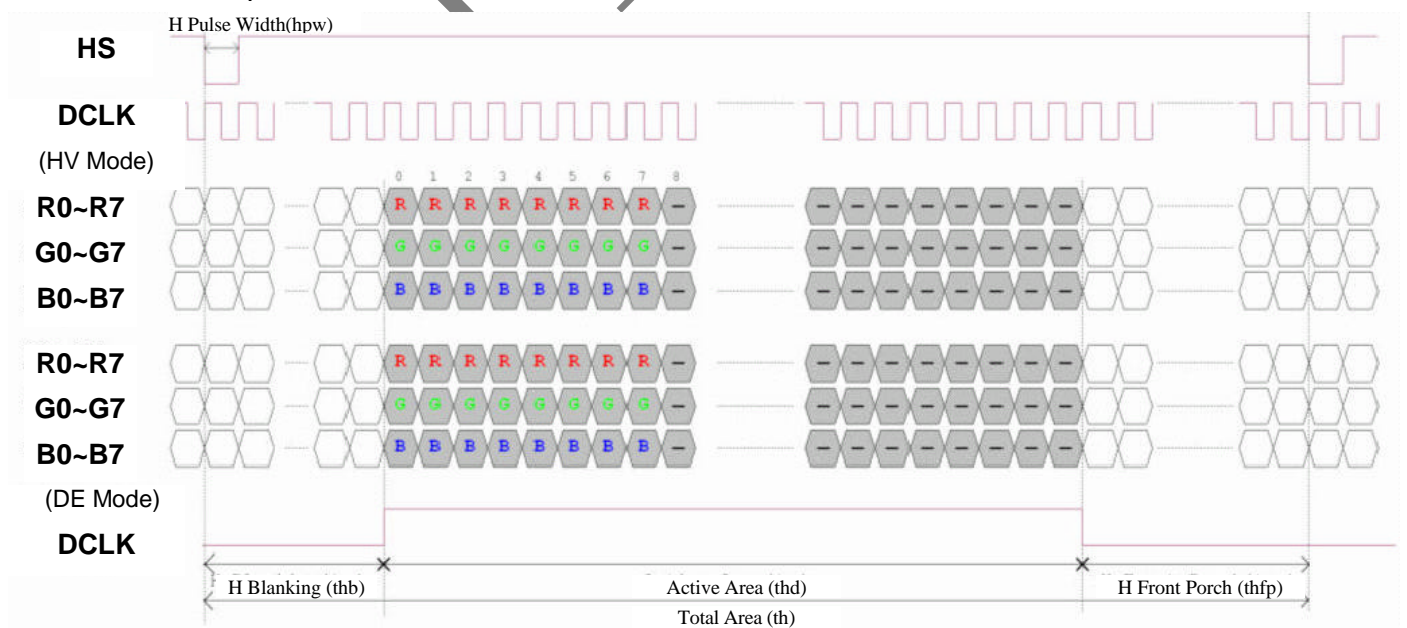 H Pulse Width(hpw)
HS
DCLK
(HV Mode)
0 1 2 3 4 5 6 7 8
R0~R7 R R R R R R R R - - - - - - - - -
G0~G7 G G G G G G G G - - - - - - - - -
B0~B7 B B B B B B B B - - - - - - - - -
R0~R7 R R R R R R R R - - - - - - - - -
G0~G7 G G G G G G G G - - - - - - - - -
B0~B7 B B B B B B B B - - - - - - - - -
(DE Mode)
DCLK
H Blanking (thb) Active Area (thd) H Front Porch (thfp)
Total Area (th)